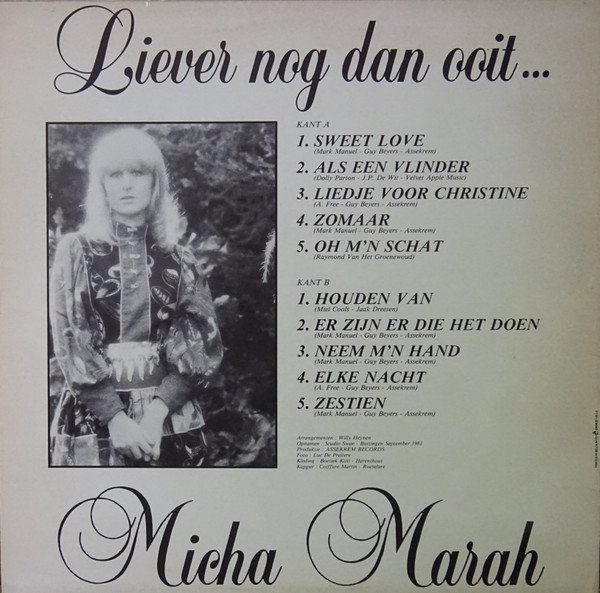 Liever nog dan ooit...
KANT A
1. SWEET LOVE
(Mark Manuel - Guy Beyers - Assekrem)
2. ALS EEN VLINDER
(Dolly Parton - J.P. De Wit - Velvet Apple Music)
3. LIEDJE VOOR CHRISTINE
(A. Free - Guy Beyers - Assekrem)
4. ZOMAAR
(Mark Manuel - Guy Beyers - Assekrem)
5. OH M'N SCHAT
(Raymond Van Het Groenewoud)
KANT B
1. HOUDEN VAN
(Miel Cools - Jaak Dreesen)
2. ER ZIJN ER DIE HET DOEN
(Mark Manuel - Guy Beyers - Assekrem)
3. NEEM M'N HAND
(Mark Manuel - Guy Beyers - Assekrem)
4. ELKE NACHT
(A. Free - Guy Beyers - Assekrem)
5. ZESTIEN
(Mark Manuel - Guy Beyers - Assekrem)
Arrangementen : Willy Heynen
Opnamen : Studio Swan - Buizingen September 1983
Produktie : ASSEKREM RECORDS
Foto : Luc De Pretere
Kleding : Boetiek Kriti - Herenthout
Kapper : Coiffure Martin - Roeselare
Micha Marah